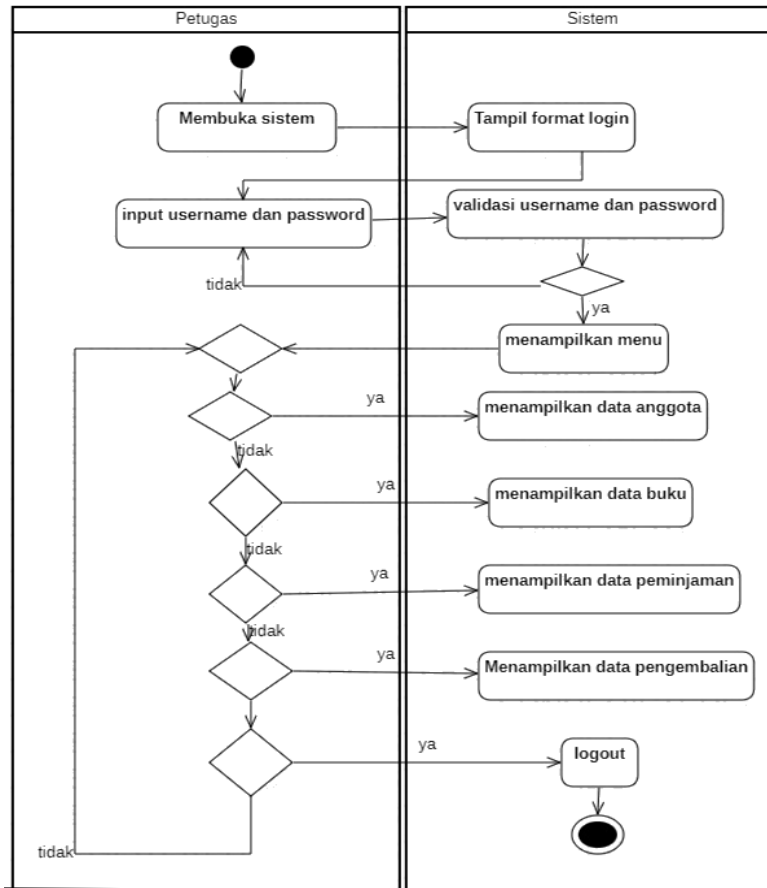 Petugas
Sistem
Membuka sistem
Tampil format login
input username dan password
validasi username dan password
tidak
ya
menampilkan menu
ya
menampilkan data anggota
tidak
ya
menampilkan data buku
tidak
ya
menampilkan data peminjaman
tidak
ya
Menampilkan data pengembalian
ya
logout
tidak